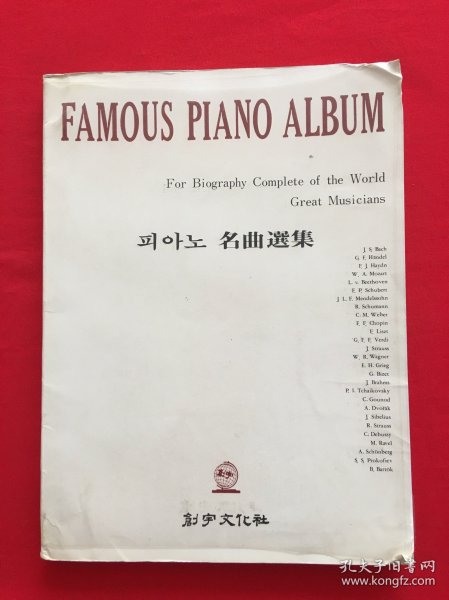 FAMOUS PIANO ALBUM
For Biography Complete of the World
Great Musicians
피아노 名曲選集
J. S. Bach
G. F. Händel
F. J. Haydn
W. A. Mozart
L. v. Beethoven
F. P. Schubert
J. L. F. Mendelssohn
R. Schumann
C. M. Weber
F. F. Chopin
F. Liszt
G. F. F. Verdi
J. Strauss
W. R. Wagner
E. H. Grieg
G. Bizet
J. Brahms
P. I. Tchaikovsky
C. Gounod
A. Dvořák
J. Sibelius
R. Strauss
C. Debussy
M. Ravel
A. Schönberg
S. S. Prokofiev
B. Bartók
創宇文化社
孔夫子旧书网
www.kongfz.com